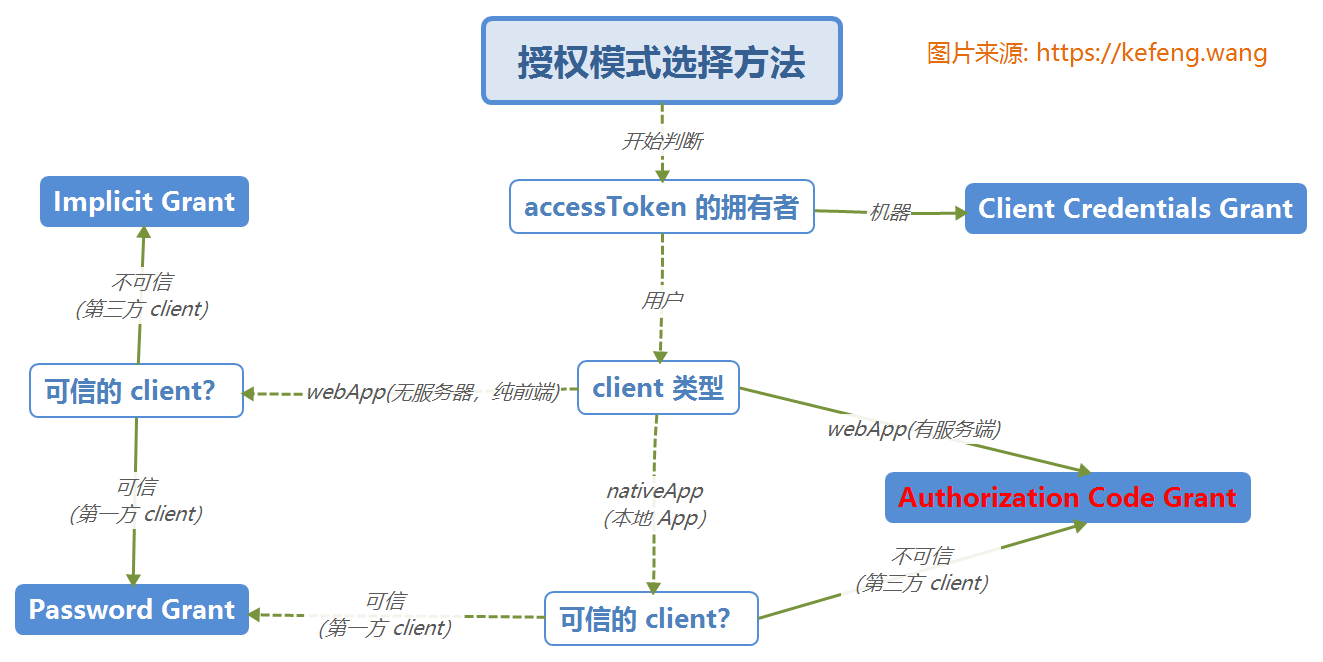 授权模式选择方法
图片来源: https://kefeng.wang
开始判断
Implicit Grant
accessToken 的拥有者
机器
Client Credentials Grant
不可信
(第三方 client)
用户
可信的 client?
webApp(无服务器，纯前端)
client 类型
webApp(有服务端)
可信
(第一方 client)
nativeApp
(本地 App)
Authorization Code Grant
不可信
(第三方 client)
Password Grant
可信
(第一方 client)
可信的 client?